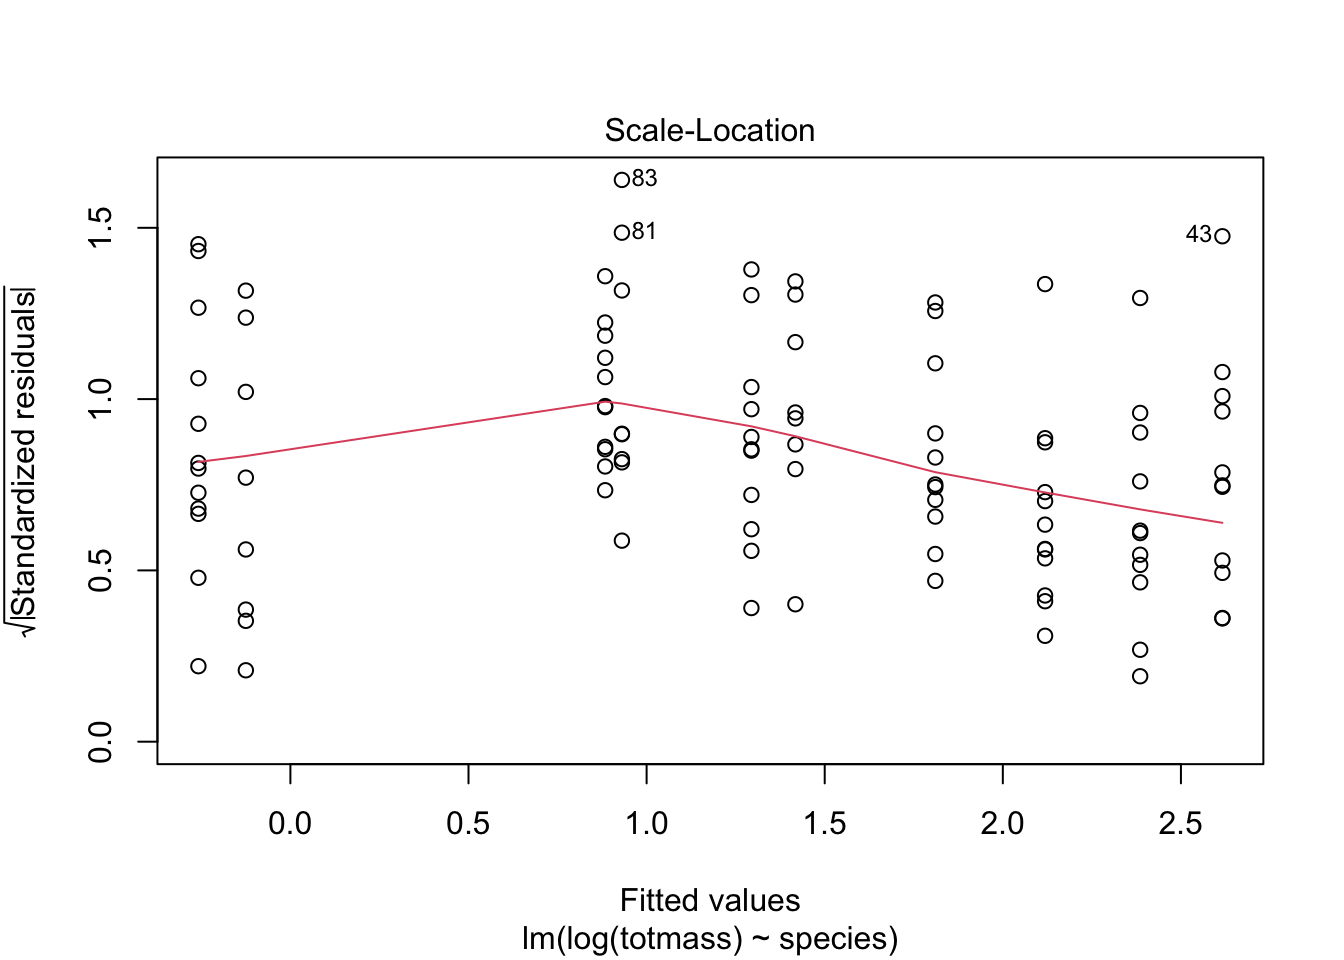 Scale-Location
83
81
43
1.5
1.0
0.5
0.0
√|Standardized residuals|
0.0 0.5 1.0 1.5 2.0 2.5
Fitted values
lm(log(totmass) ~ species)